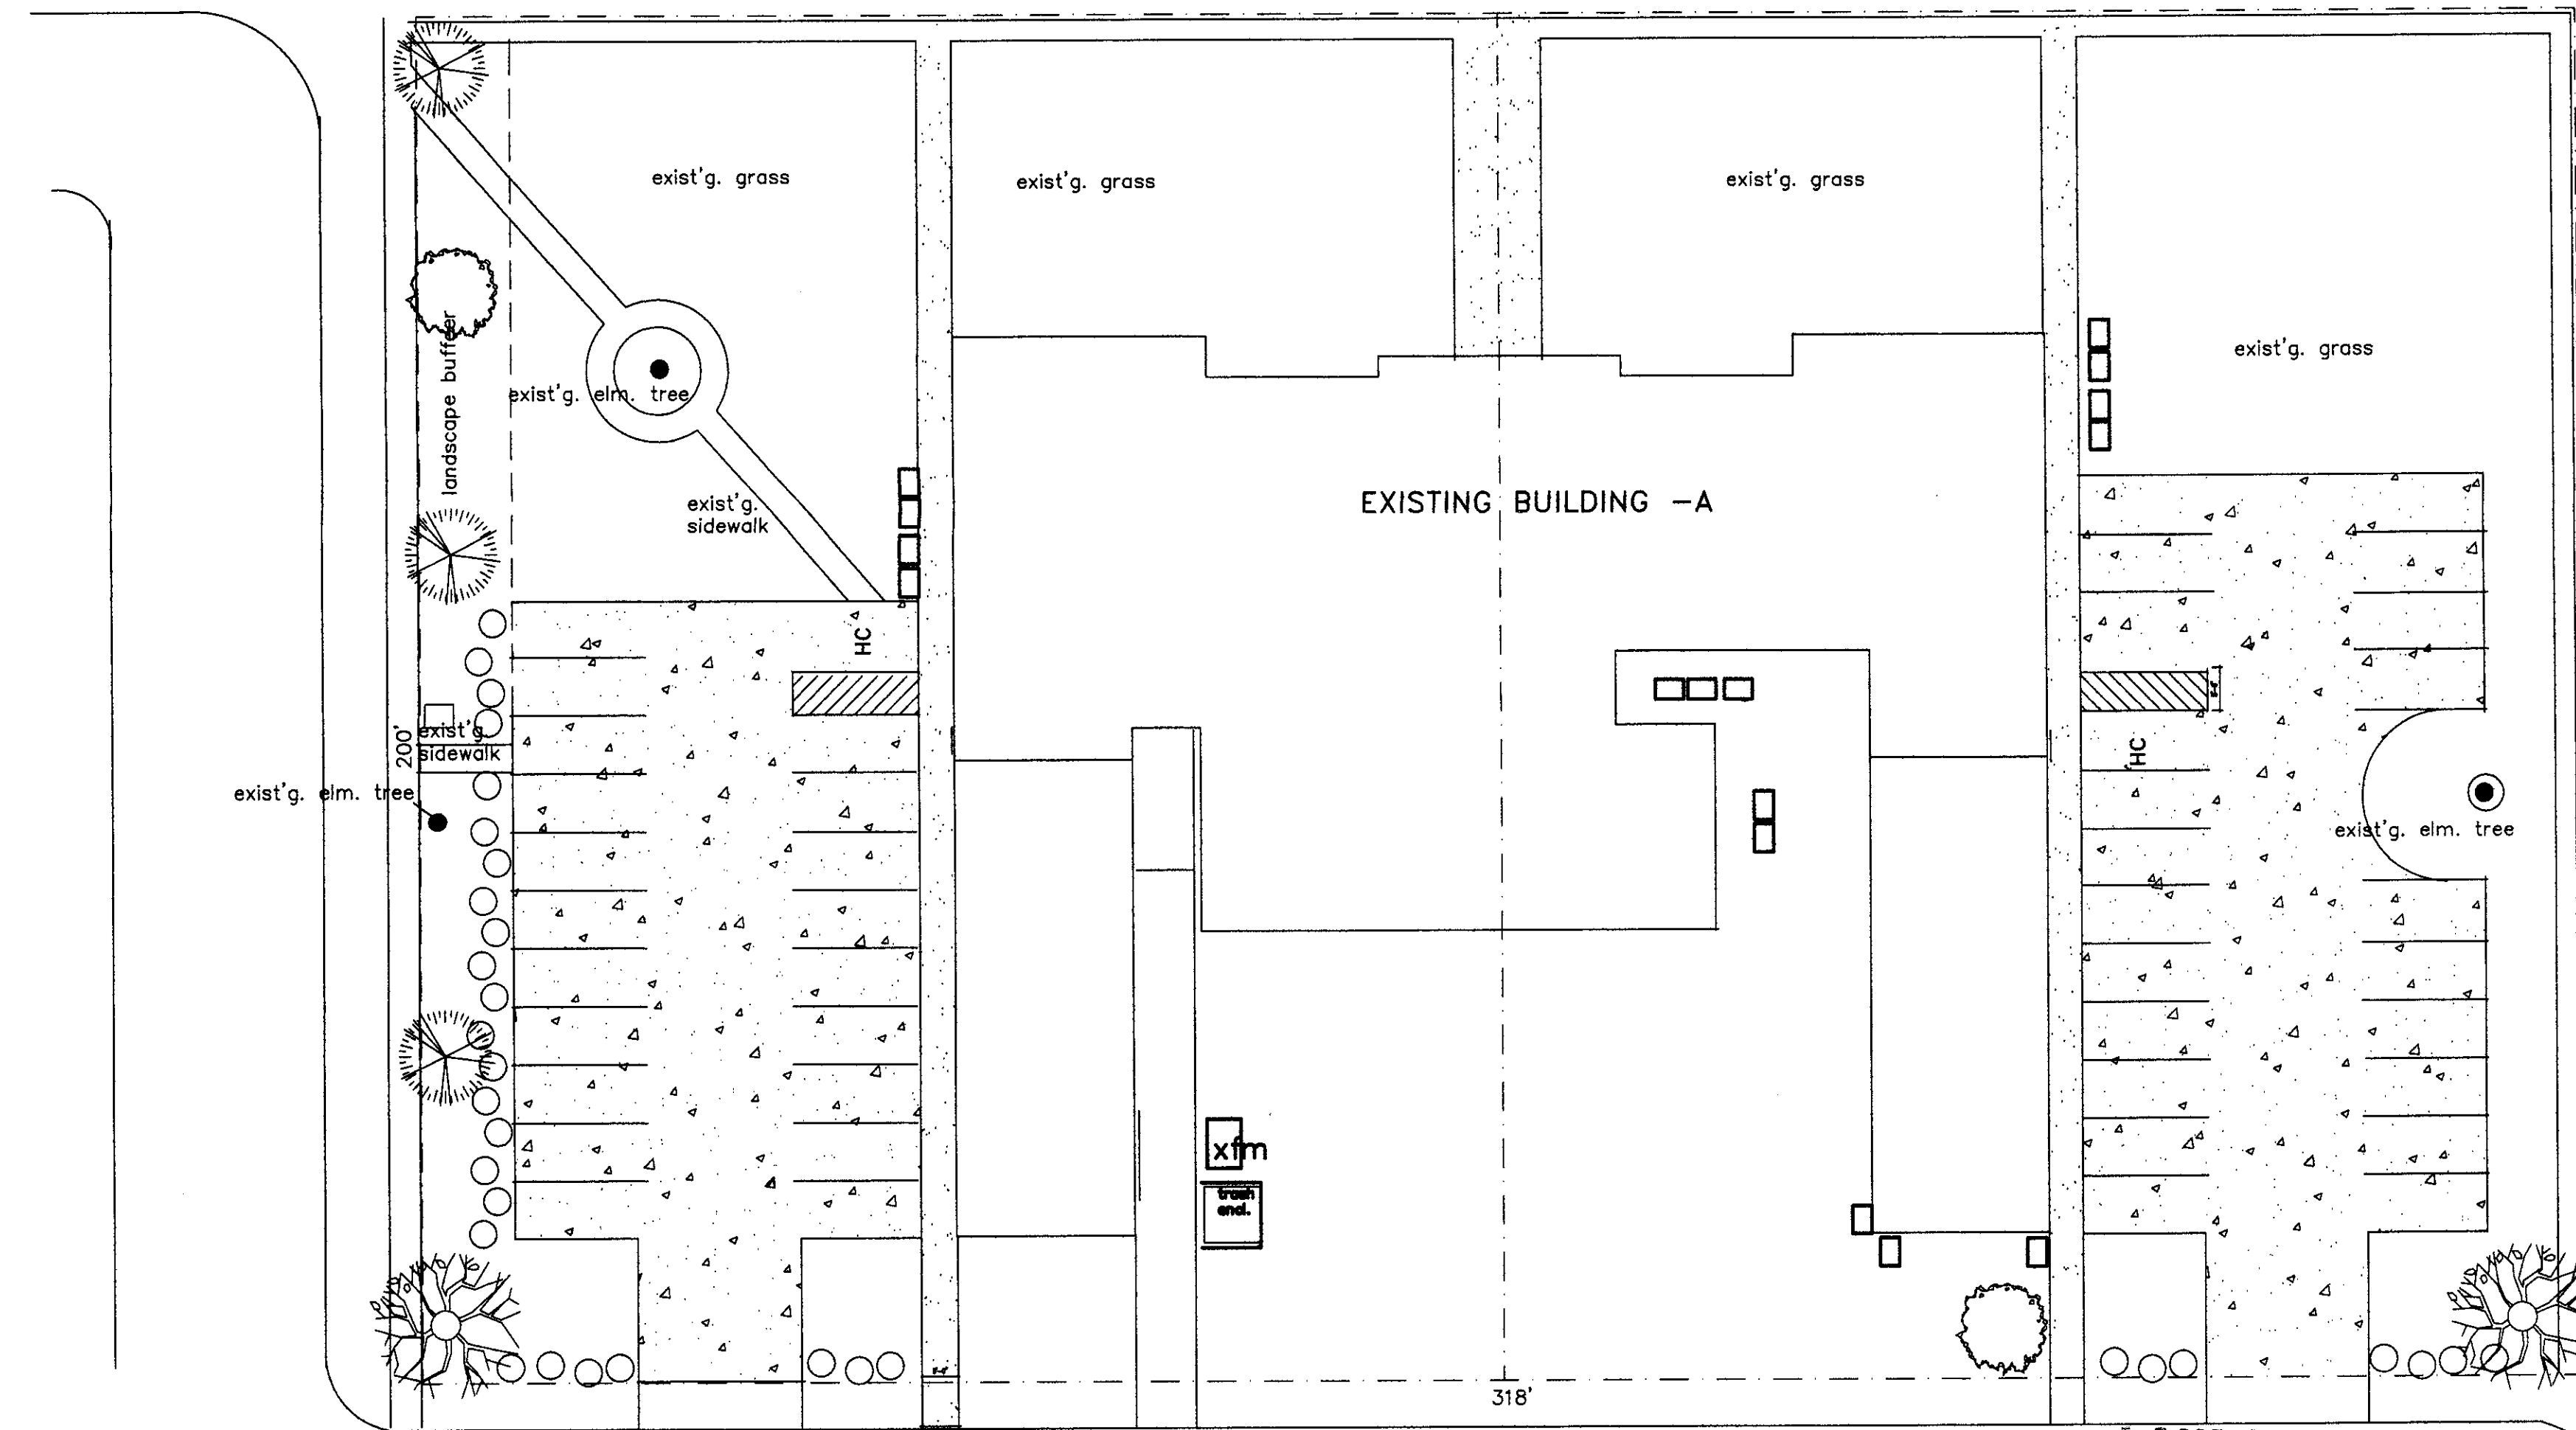 exist'g. grass
exist'g. grass
exist'g. grass
exist'g. grass
landscape buffer
exist'g. elm. tree
EXISTING BUILDING -A
exist'g.
sidewalk
HC
exist'g.
sidewalk
200'
HC
exist'g. elm. tree
exist'g. elm. tree
xfm
trash
encl.
318'